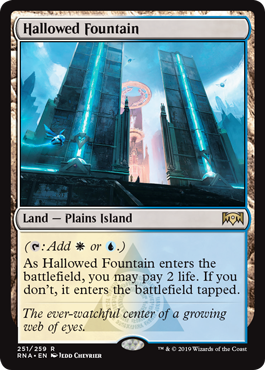 Hallowed Fountain
Land — Plains Island
(: Add or .)
As Hallowed Fountain enters the
battlefield, you may pay 2 life. If you
don't, it enters the battlefield tapped.
The ever-watchful center of a growing
web of eyes.
251/259 R
RNA • EN Jedd Chevrier
™ & © 2019 Wizards of the Coast